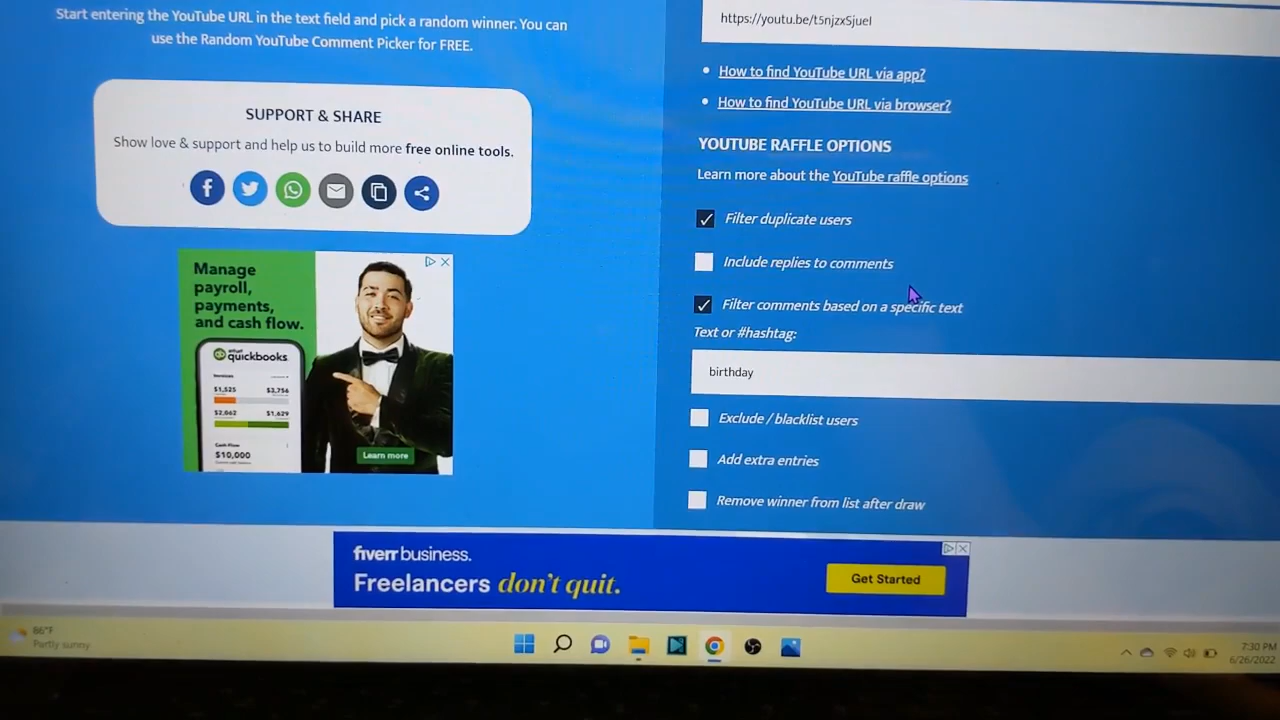 Start entering the YouTube URL in the text field and pick a random winner. You can
use the Random YouTube Comment Picker for FREE.
SUPPORT & SHARE
Show love & support and help us to build more free online tools.
Manage
payroll,
payments,
and cash flow.
quickbooks
Invoices
$1,525 $3,756
$2,062 $1,629
Cash Flow
$10,000
Learn more
https://youtu.be/t5njzxSjueI
How to find YouTube URL via app?
How to find YouTube URL via browser?
YOUTUBE RAFFLE OPTIONS
Learn more about the YouTube raffle options
Filter duplicate users
Include replies to comments
Filter comments based on a specific text
Text or #hashtag:
birthday
Exclude / blacklist users
Add extra entries
Remove winner from list after draw
fiverr business.
Freelancers don't quit.
Get Started
86°F
Partly sunny
7:30 PM
6/26/2022